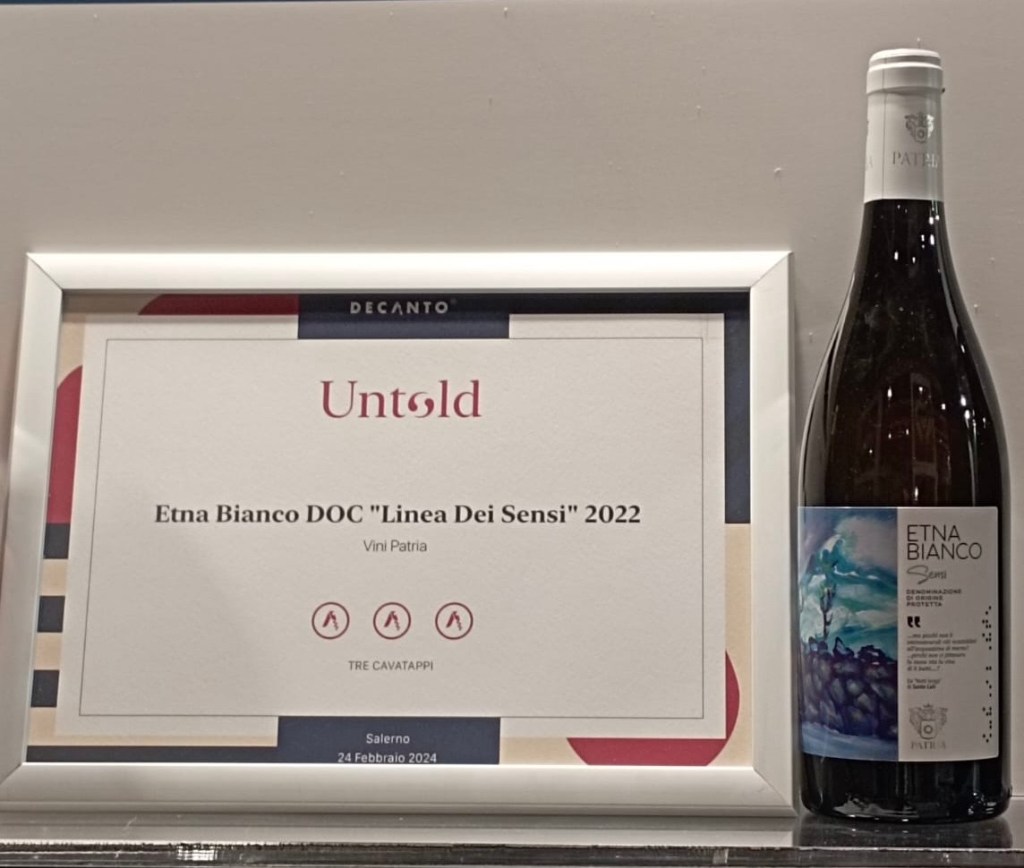 DECANTO
Untold
Etna Bianco DOC "Linea Dei Sensi" 2022
Vini Patria
TRE CAVATAPPI
Salerno
24 Febbraio 2024
PATRIA
ETNA
BIANCO
Sensi
DENOMINAZIONE
DI ORIGINE
PROTETTA
PATRIA